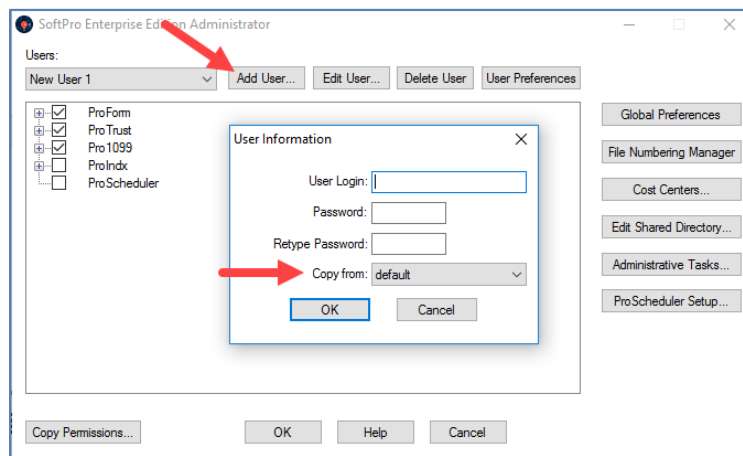 SoftPro Enterprise Edition Administrator
Users:
New User 1
Add User...
Edit User...
Delete User
User Preferences
ProForm
ProTrust
Pro1099
ProIndx
ProScheduler
User Information
User Login:
Password:
Retype Password:
Copy from: default
OK
Cancel
Global Preferences
File Numbering Manager
Cost Centers...
Edit Shared Directory...
Administrative Tasks...
ProScheduler Setup...
Copy Permissions...
OK
Help
Cancel